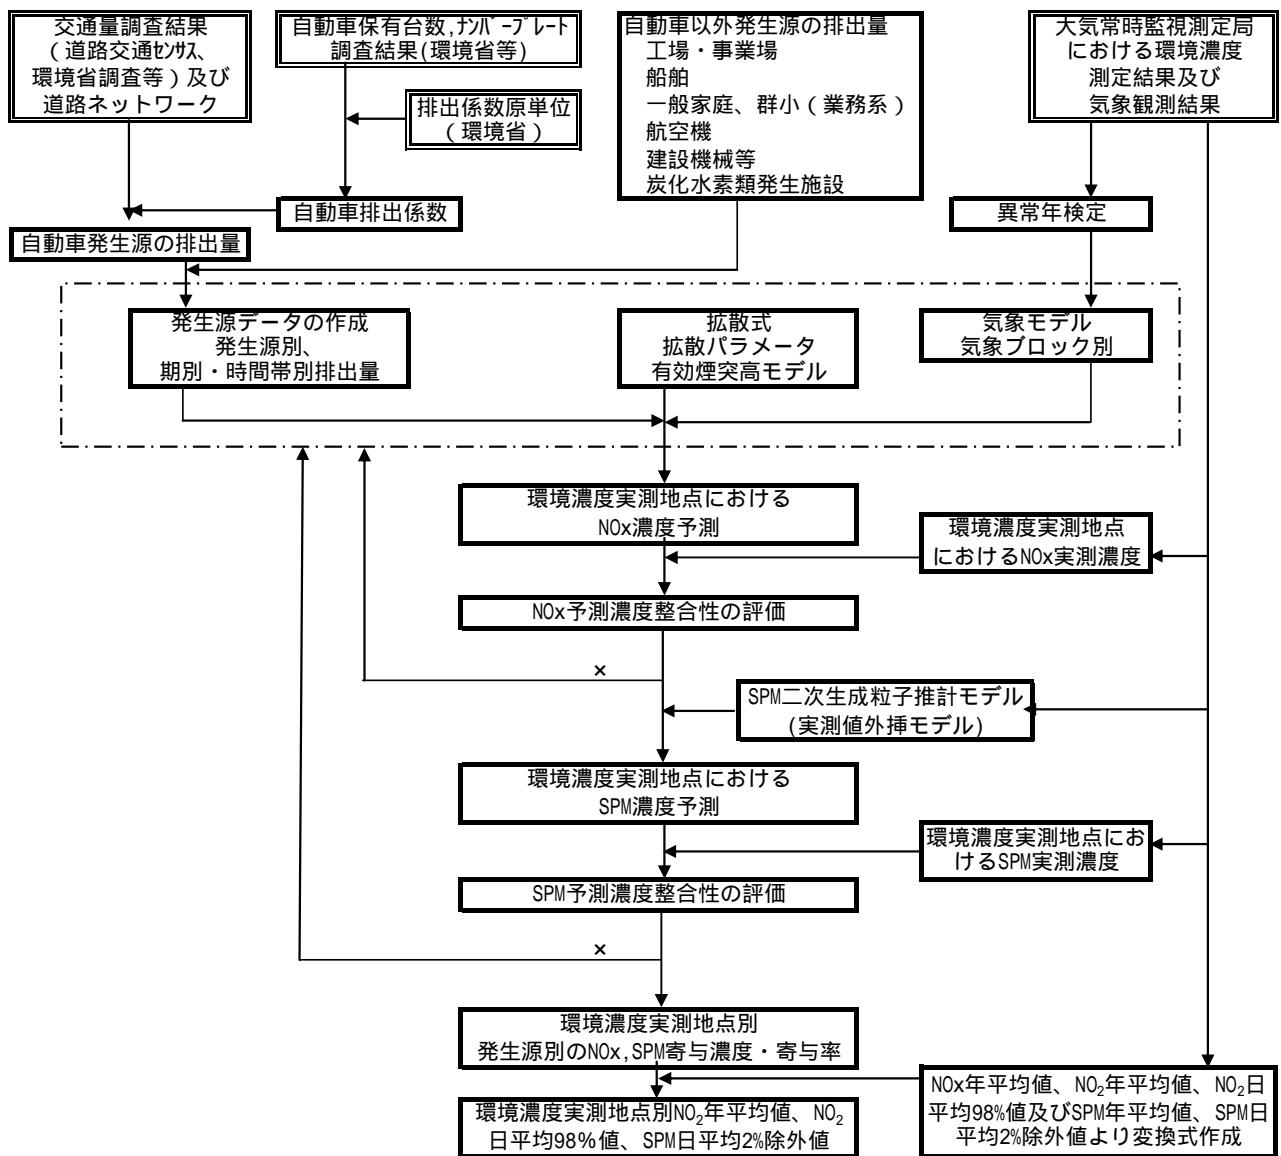 交通量調査結果
(道路交通ｾﾝｻｽ、
環境省調査等)及び
道路ネットワーク
自動車保有台数,ﾅﾝﾊﾞｰﾌﾟﾚｰﾄ
調査結果(環境省等)
排出係数原単位
(環境省)
自動車以外発生源の排出量
工場・事業場
船舶
一般家庭、群小(業務系)
航空機
建設機械等
炭化水素類発生施設
大気常時監視測定局
における環境濃度
測定結果及び
気象観測結果
自動車排出係数
異常年検定
自動車発生源の排出量
発生源データの作成
発生源別、
期別・時間帯別排出量
拡散式
拡散パラメータ
有効煙突高モデル
気象モデル
気象ブロック別
環境濃度実測地点における
NOx濃度予測
環境濃度実測地点
におけるNOx実測濃度
NOx予測濃度整合性の評価
×
SPM二次生成粒子推計モデル
(実測値外挿モデル)
環境濃度実測地点における
SPM濃度予測
環境濃度実測地点にお
けるSPM実測濃度
SPM予測濃度整合性の評価
×
環境濃度実測地点別
発生源別のNOx,SPM寄与濃度・寄与率
NOx年平均値、NO₂年平均値、NO₂日
平均98%値及びSPM年平均値、SPM日
平均2%除外値より変換式作成
環境濃度実測地点別NO₂年平均値、NO₂
日平均98%値、SPM日平均2%除外値